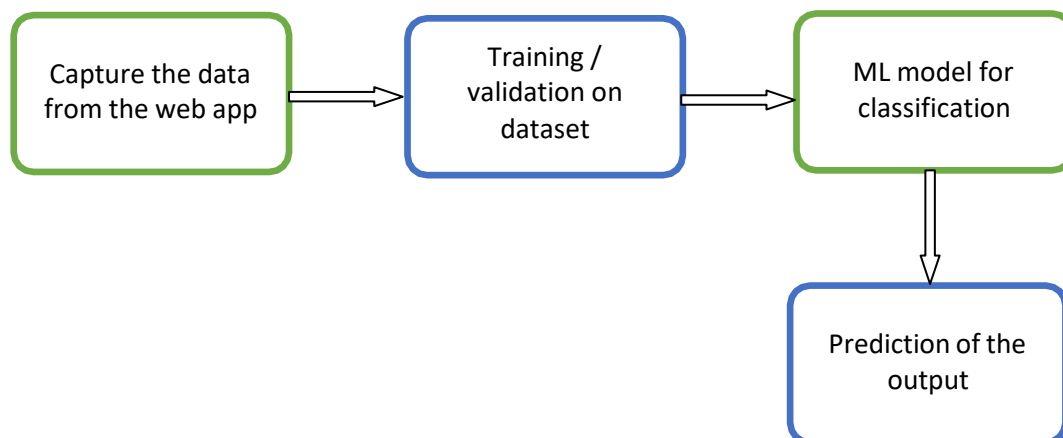 Capture the data
from the web app
Training /
validation on
dataset
ML model for
classification
Prediction of the
output